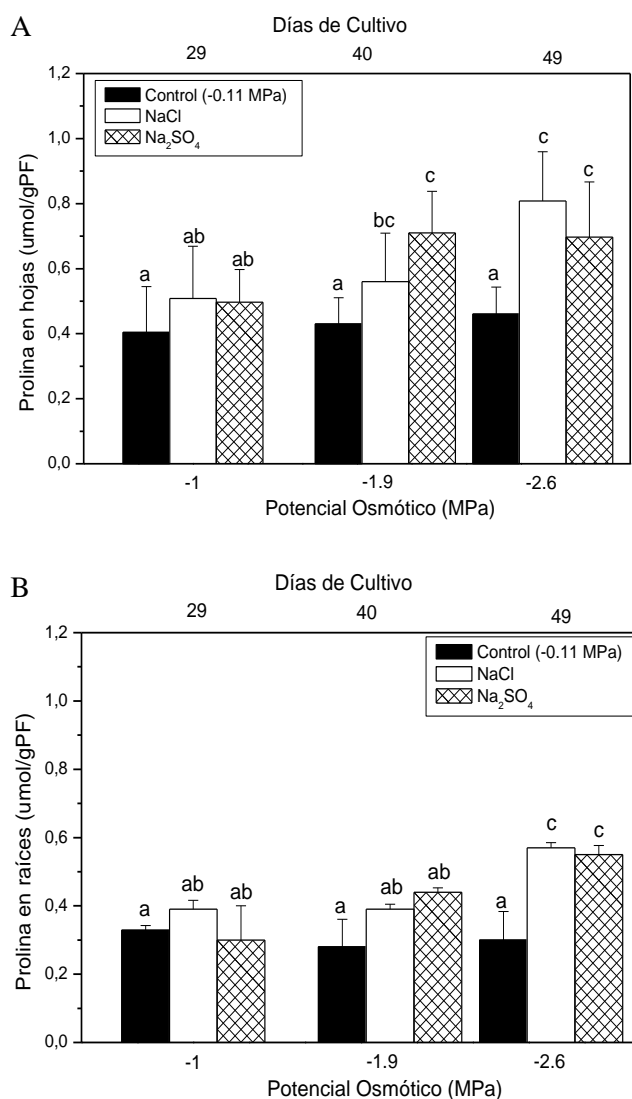 A
Días de Cultivo
29 40 49
1,2
1,0
0,8
0,6
0,4
0,2
0,0
Prolina en hojas (umol/gPF)
Control (-0.11 MPa)
NaCl
Na₂SO₄
a ab ab a bc c a c c
-1 -1.9 -2.6
Potencial Osmótico (MPa)
B
Días de Cultivo
29 40 49
1,2
1,0
0,8
0,6
0,4
0,2
0,0
Prolina en raíces (umol/gPF)
Control (-0.11 MPa)
NaCl
Na₂SO₄
a ab ab a ab ab a c c
-1 -1.9 -2.6
Potencial Osmótico (MPa)